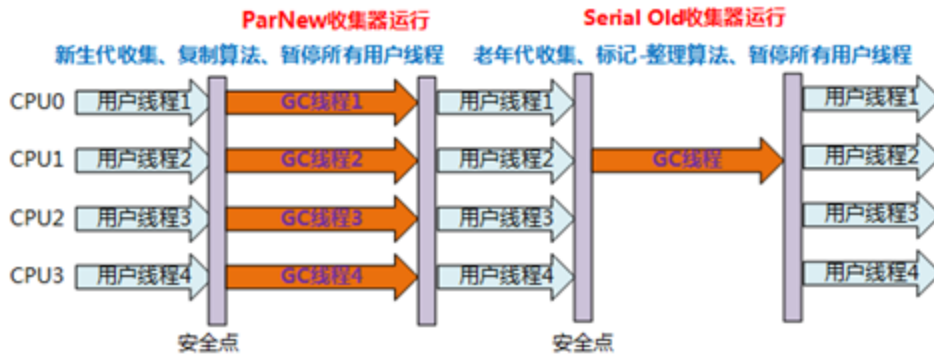 ParNew收集器运行 Serial Old收集器运行
新生代收集、复制算法、暂停所有用户线程 老年代收集、标记-整理算法、暂停所有用户线程
CPU0 用户线程1 GC线程1 用户线程1 用户线程1
CPU1 用户线程2 GC线程2 用户线程2 GC线程 用户线程2
CPU2 用户线程3 GC线程3 用户线程3 用户线程3
CPU3 用户线程4 GC线程4 用户线程4 用户线程4
安全点 安全点